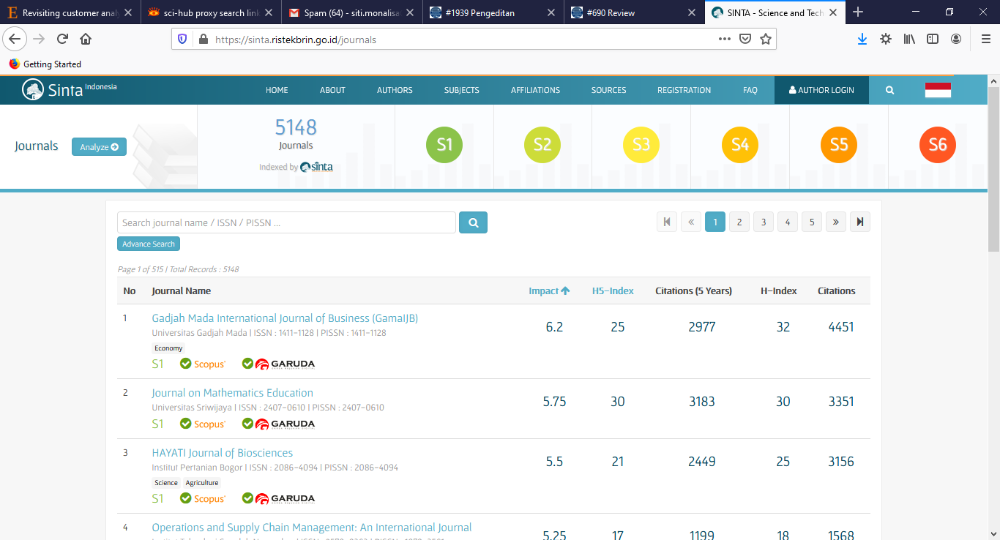 Revisiting customer anal
sci-hub proxy search link
Spam (64) - siti.monalisa
#1939 Pengeditan
#690 Review
SINTA - Science and Tech
https://sinta.ristekbrin.go.id/journals
Getting Started
Sinta Indonesia
HOME ABOUT AUTHORS SUBJECTS AFFILIATIONS SOURCES REGISTRATION FAQ AUTHOR LOGIN
Journals Analyze
5148
Journals
Indexed by sinta
S1 S2 S3 S4 S5 S6
Search journal name / ISSN / PISSN ...
1 2 3 4 5
Advance Search
Page 1 of 515 | Total Records : 5148
No Journal Name Impact H5-Index Citations (5 Years) H-Index Citations
1 Gadjah Mada International Journal of Business (GamaIJB) 6.2 25 2977 32 4451
Universitas Gadjah Mada | ISSN : 1411-1128 | PISSN : 1411-1128
Economy
S1 Scopus GARUDA
2 Journal on Mathematics Education 5.75 30 3183 30 3351
Universitas Sriwijaya | ISSN : 2407-0610 | PISSN : 2407-0610
S1 Scopus GARUDA
3 HAYATI Journal of Biosciences 5.5 21 2449 25 3156
Institut Pertanian Bogor | ISSN : 2086-4094 | PISSN : 2086-4094
Science Agriculture
S1 Scopus GARUDA
4 Operations and Supply Chain Management: An International Journal 5.25 17 1199 18 1568